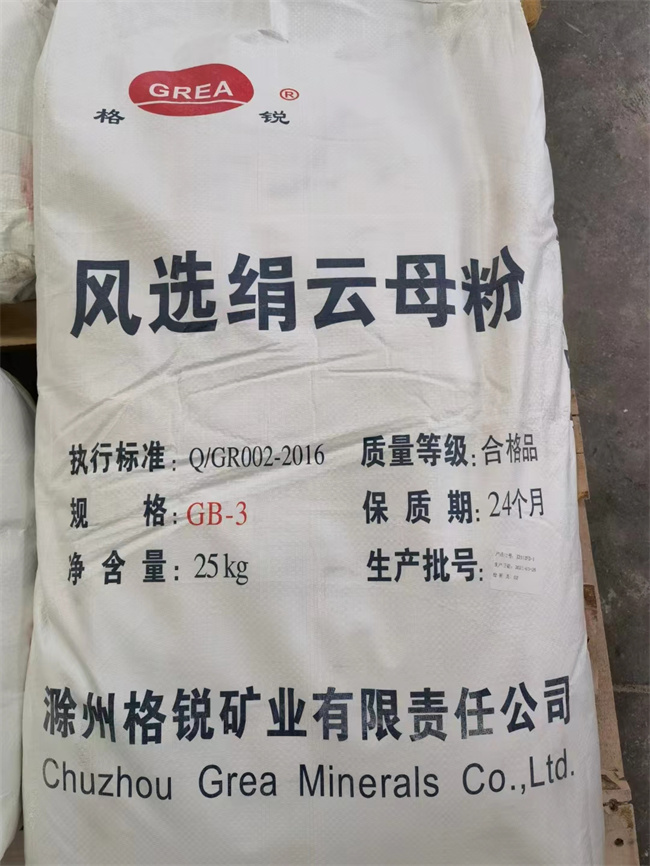 GREA ®
格 锐
风选绢云母粉
执行标准: Q/GR002-2016 质量等级: 合格品
规 格: GB-3 保 质 期: 24个月
净 含 量: 25kg 生产批号:
滁州格锐矿业有限责任公司
Chuzhou Grea Minerals Co.,Ltd.